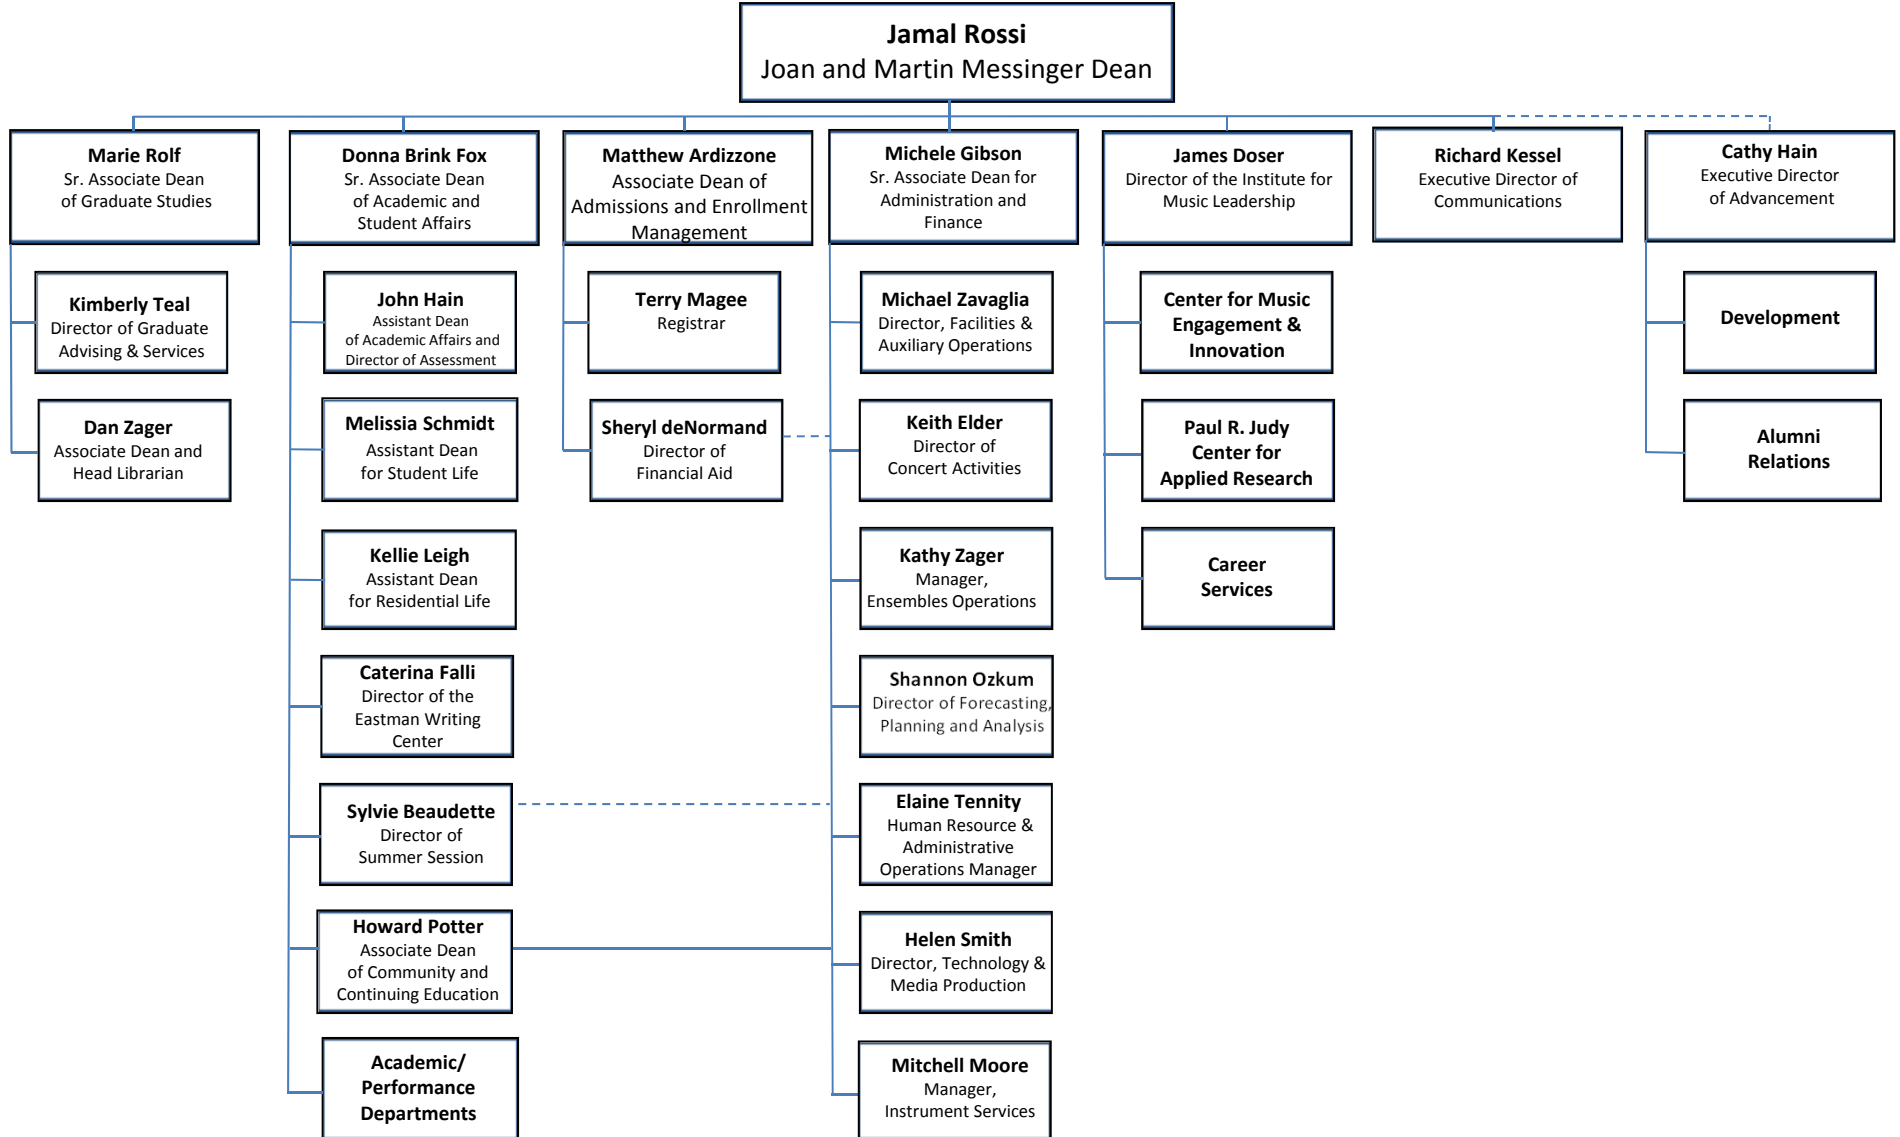 Jamal Rossi
Joan and Martin Messinger Dean
Marie Rolf
Sr. Associate Dean
of Graduate Studies
Donna Brink Fox
Sr. Associate Dean
of Academic and
Student Affairs
Matthew Ardizzone
Associate Dean of
Admissions and Enrollment
Management
Michele Gibson
Sr. Associate Dean for
Administration and
Finance
James Doser
Director of the Institute for
Music Leadership
Richard Kessel
Executive Director of
Communications
Cathy Hain
Executive Director
of Advancement
Kimberly Teal
Director of Graduate
Advising & Services
John Hain
Assistant Dean
of Academic Affairs and
Director of Assessment
Terry Magee
Registrar
Michael Zavaglia
Director, Facilities &
Auxiliary Operations
Center for Music
Engagement &
Innovation
Development
Dan Zager
Associate Dean and
Head Librarian
Melissia Schmidt
Assistant Dean
for Student Life
Sheryl deNormand
Director of
Financial Aid
Keith Elder
Director of
Concert Activities
Paul R. Judy
Center for
Applied Research
Alumni
Relations
Kellie Leigh
Assistant Dean
for Residential Life
Kathy Zager
Manager,
Ensembles Operations
Career
Services
Caterina Falli
Director of the
Eastman Writing
Center
Shannon Ozkum
Director of Forecasting,
Planning and Analysis
Sylvie Beaudette
Director of
Summer Session
Elaine Tennity
Human Resource &
Administrative
Operations Manager
Howard Potter
Associate Dean
of Community and
Continuing Education
Helen Smith
Director, Technology &
Media Production
Academic/
Performance
Departments
Mitchell Moore
Manager,
Instrument Services